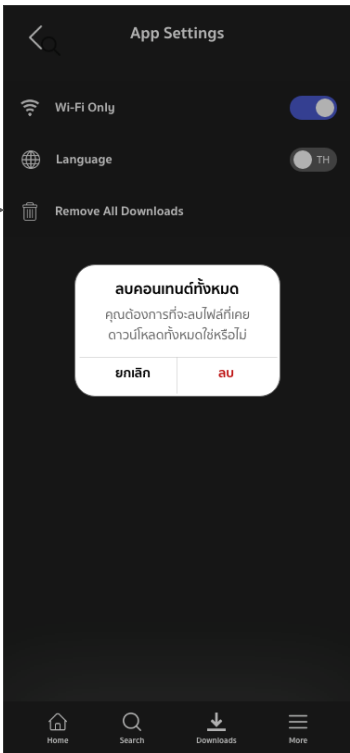 App Settings
Wi-Fi Only
Language
TH
Remove All Downloads
ลบคอนเทนต์ทั้งหมด
คุณต้องการที่จะลบไฟล์ที่เคย
ดาวน์โหลดทั้งหมดใช่หรือไม่
ยกเลิก ลบ
Home Search Downloads More